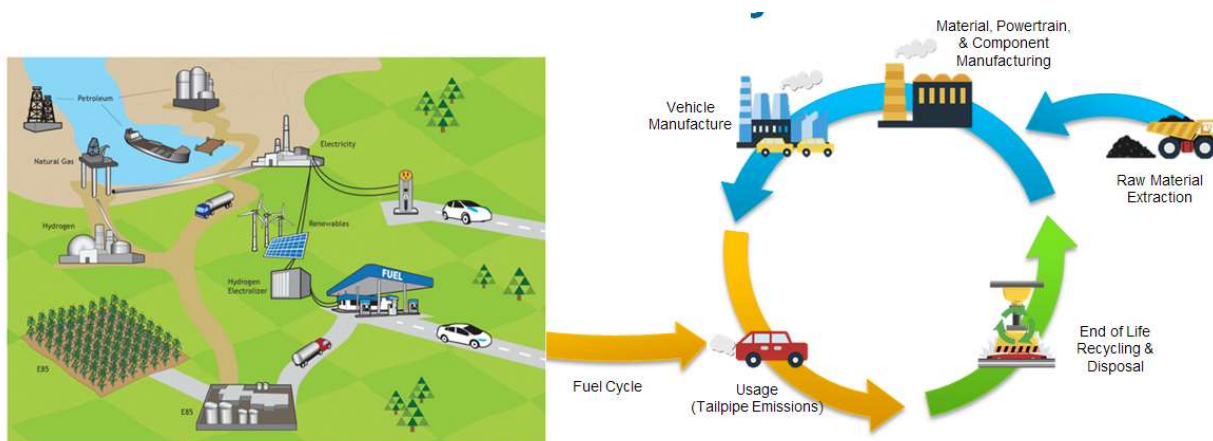 Petroleum
Natural Gas
Electricity
Hydrogen
Renewables
Hydrogen
Electrolizer
FUEL
E85
E85
Material, Powertrain,
& Component
Manufacturing
Vehicle
Manufacture
Raw Material
Extraction
End of Life
Recycling &
Disposal
Fuel Cycle
Usage
(Tailpipe Emissions)